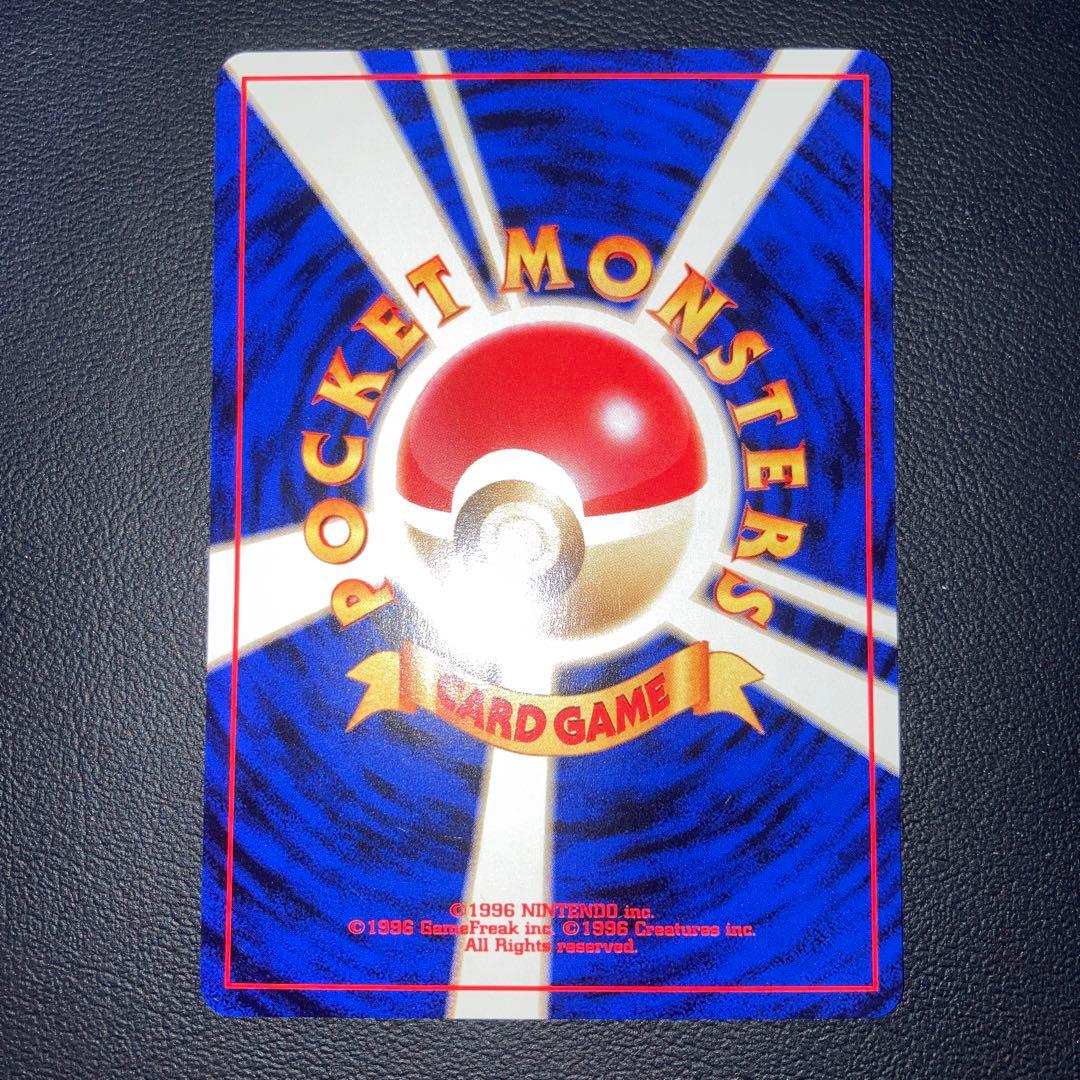 POCKET MONSTERS
CARD GAME
©1996 NINTENDO inc.
©1996 GameFreak inc. ©1996 Creatures inc.
All Rights reserved.